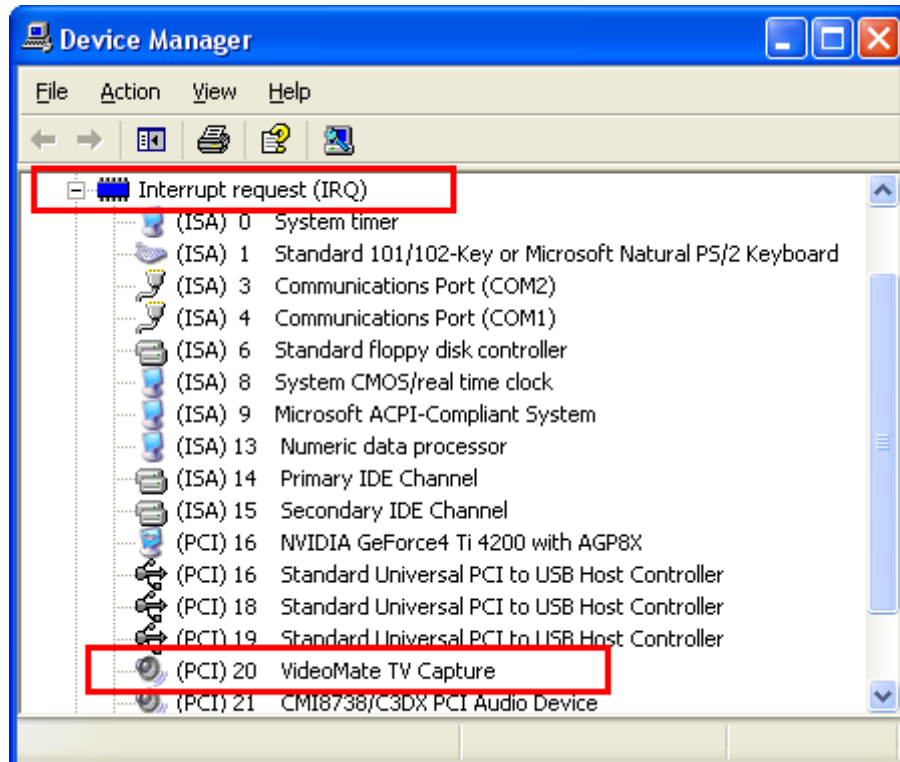 Device Manager
File Action View Help
Interrupt request (IRQ)
(ISA) 0 System timer
(ISA) 1 Standard 101/102-Key or Microsoft Natural PS/2 Keyboard
(ISA) 3 Communications Port (COM2)
(ISA) 4 Communications Port (COM1)
(ISA) 6 Standard floppy disk controller
(ISA) 8 System CMOS/real time clock
(ISA) 9 Microsoft ACPI-Compliant System
(ISA) 13 Numeric data processor
(ISA) 14 Primary IDE Channel
(ISA) 15 Secondary IDE Channel
(PCI) 16 NVIDIA GeForce4 Ti 4200 with AGP8X
(PCI) 16 Standard Universal PCI to USB Host Controller
(PCI) 18 Standard Universal PCI to USB Host Controller
(PCI) 19 Standard Universal PCI to USB Host Controller
(PCI) 20 VideoMate TV Capture
(PCI) 21 CMI8738/C3DX PCI Audio Device